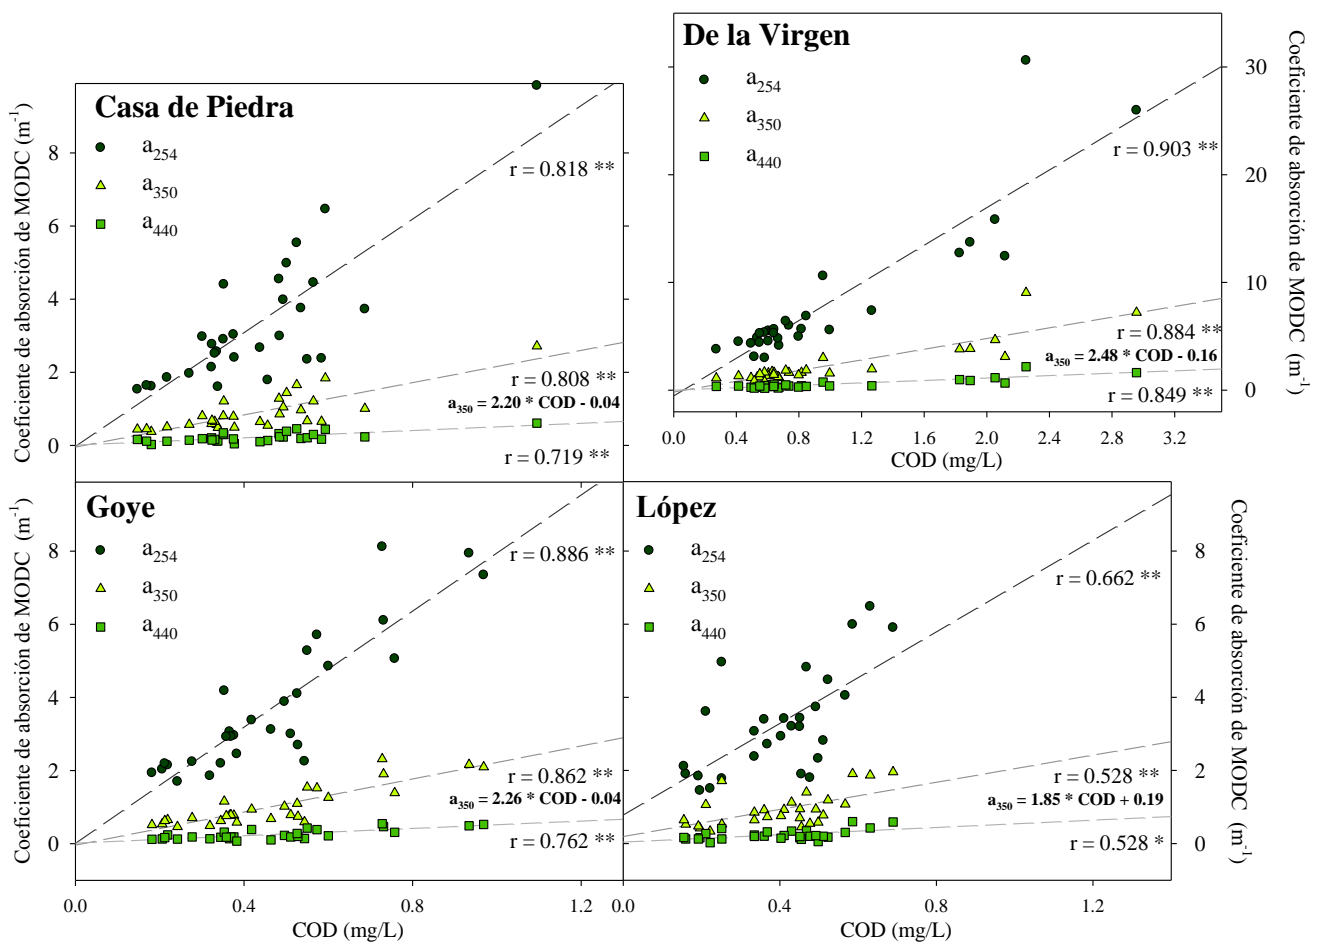 Casa de Piedra
a254
a350
a440
r = 0.818 **
r = 0.808 **
a350 = 2.20 * COD - 0.04
r = 0.719 **
8
6
4
2
0
Coeficiente de absorción de MODC (m-1)
De la Virgen
a254
a350
a440
r = 0.903 **
r = 0.884 **
a350 = 2.48 * COD - 0.16
r = 0.849 **
30
20
10
0
Coeficiente de absorción de MODC (m-1)
0.0 0.4 0.8 1.2 1.6 2.0 2.4 2.8 3.2
COD (mg/L)
Goye
a254
a350
a440
r = 0.886 **
r = 0.862 **
a350 = 2.26 * COD - 0.04
r = 0.762 **
8
6
4
2
0
Coeficiente de absorción de MODC (m-1)
0.0 0.4 0.8 1.2
COD (mg/L)
López
a254
a350
a440
r = 0.662 **
r = 0.528 **
a350 = 1.85 * COD + 0.19
r = 0.528 *
8
6
4
2
0
Coeficiente de absorción de MODC (m-1)
0.0 0.4 0.8 1.2
COD (mg/L)